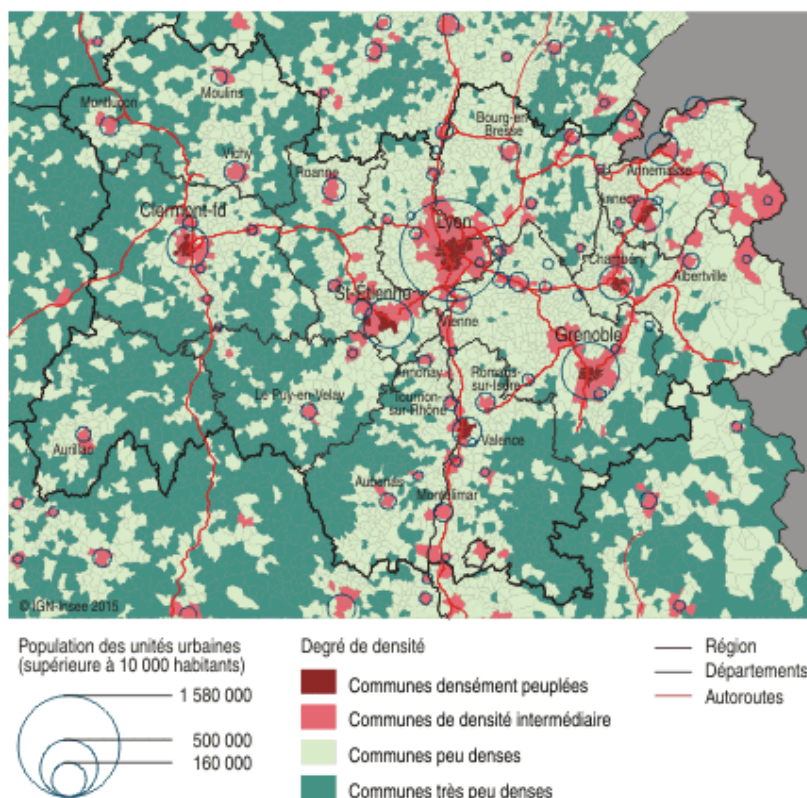 Moulins
Montluçon
Bourg-en
Bresse
Vichy
Roanne
Annemasse
Annecy
Clermont-fd
Lyon
Chambéry
Albertville
St-Etienne
Vienne
Grenoble
Annonay
Romans
sur-Isère
Le Puy-en-Velay
Tournon
sur-Rhône
Valence
Aurillac
Aubenas
Montélimar
© IGN-Insee 2015
Population des unités urbaines
(supérieure à 10 000 habitants)
1 580 000
500 000
160 000
Degré de densité
Communes densément peuplées
Communes de densité intermédiaire
Communes peu denses
Communes très peu denses
Région
Départements
Autoroutes